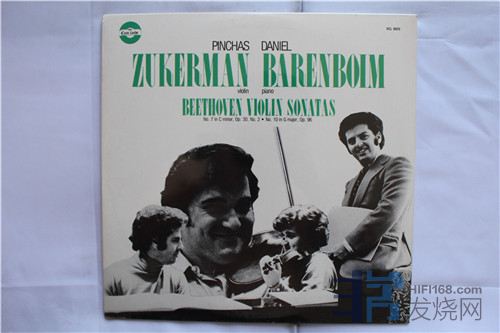 PINCHAS DANIEL
ZUKERMAN BARENBOIM
violin piano
BEETHOVEN VIOLIN SONATAS
No. 7 in C minor, Op. 30, No. 2 • No. 10 in G major, Op. 96
HIFI168.com
发烧网